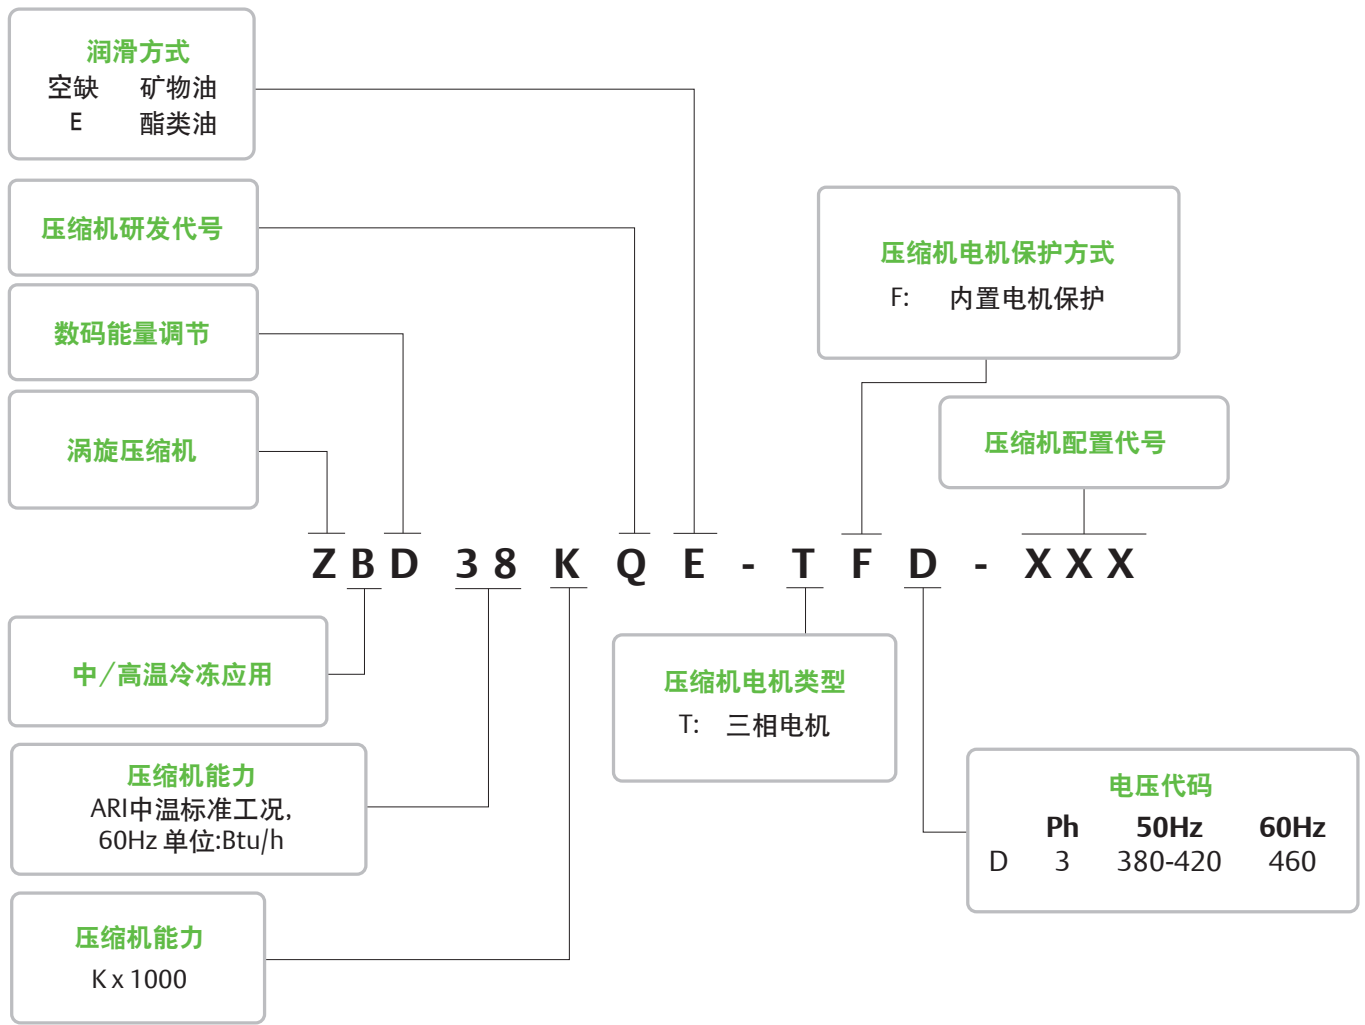 润滑方式
空缺 矿物油
E 酯类油
压缩机研发代号
数码能量调节
涡旋压缩机
压缩机电机保护方式
F: 内置电机保护
压缩机配置代号
Z B D 3 8 K Q E - T F D - X X X
中/高温冷冻应用
压缩机能力
ARI中温标准工况,
60Hz 单位:Btu/h
压缩机能力
K x 1000
压缩机电机类型
T: 三相电机
电压代码
Ph 50Hz 60Hz
D 3 380-420 460